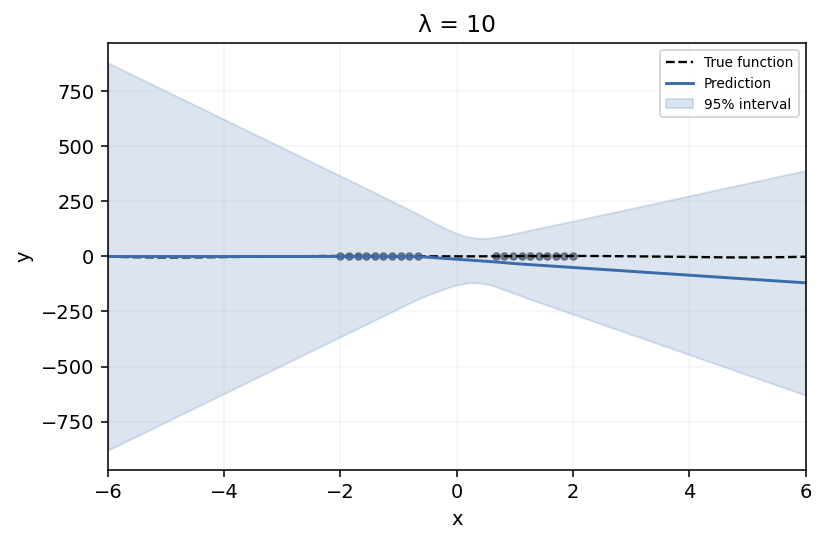 λ = 10
True function
Prediction
95% interval
y
750
500
250
0
−250
−500
−750
−6
−4
−2
0
2
4
6
x